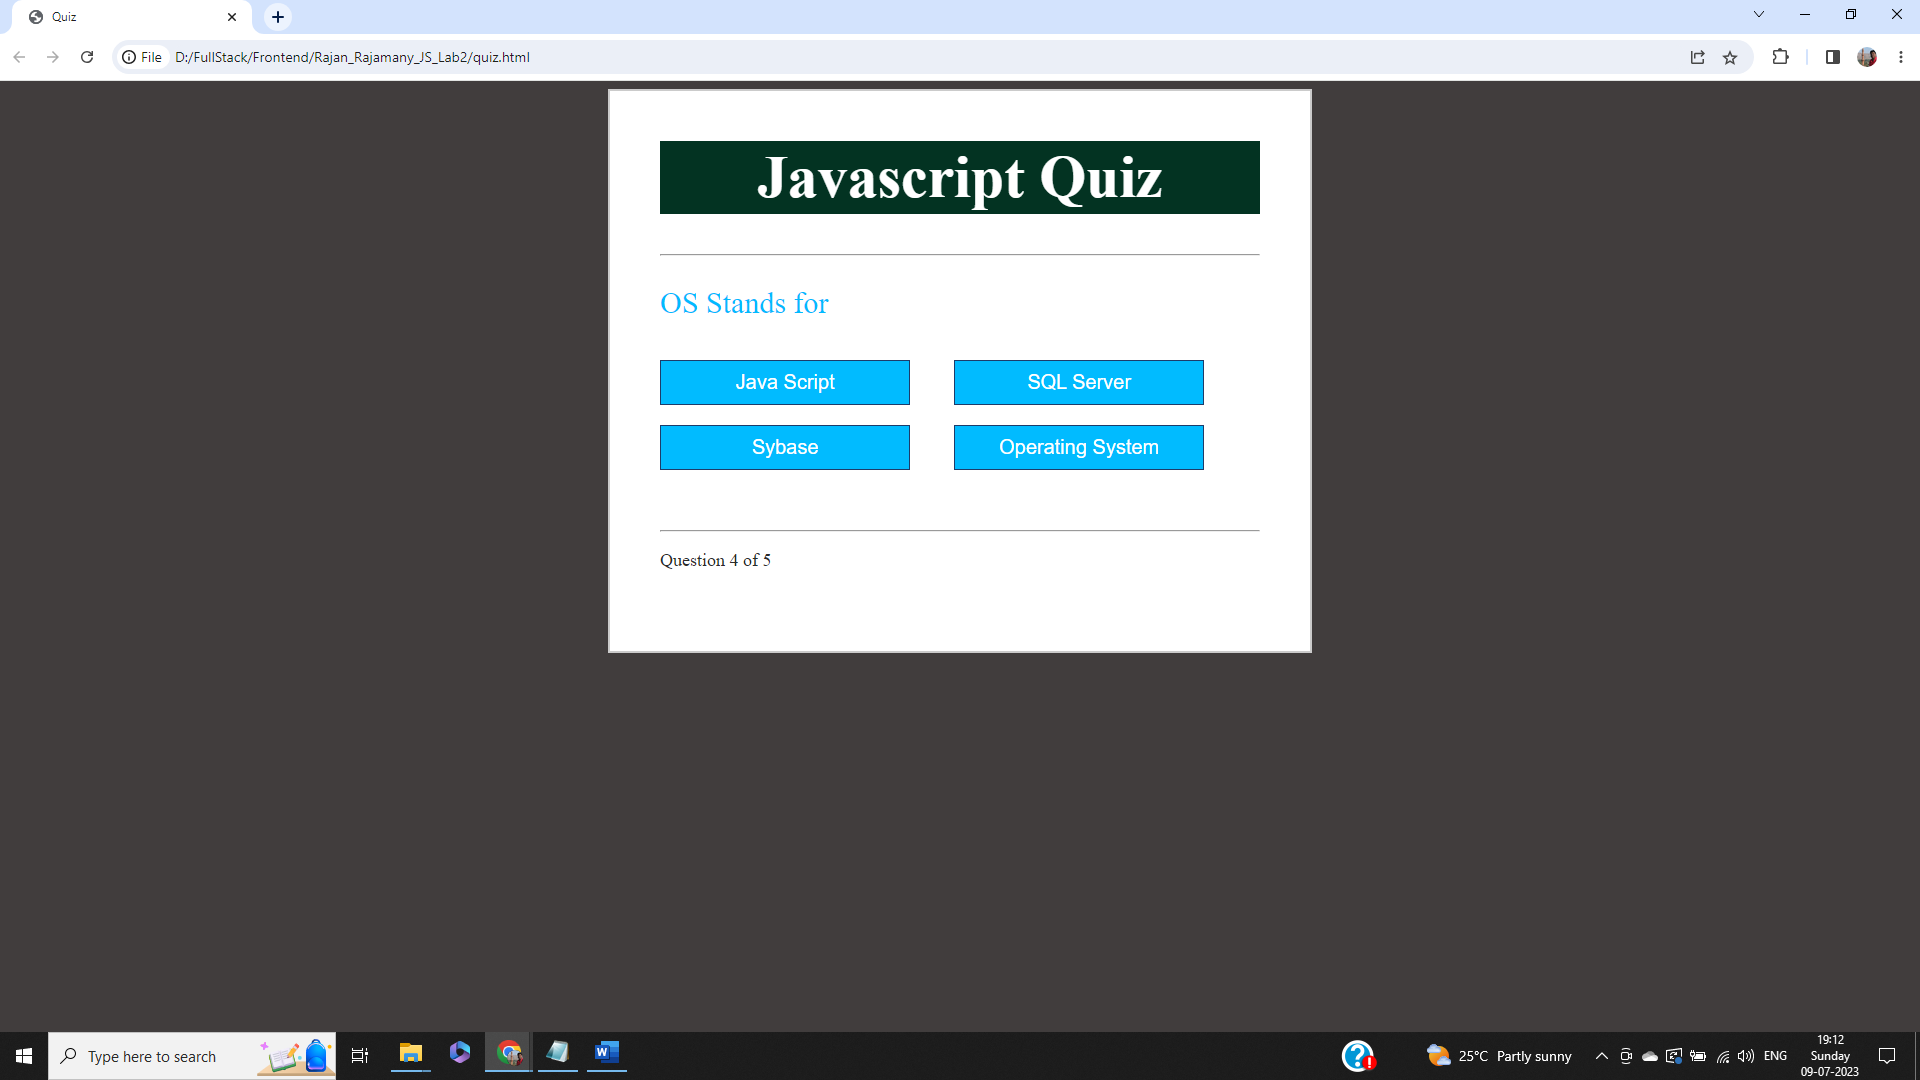 Quiz
File D:/FullStack/Frontend/Rajan_Rajamany_JS_Lab2/quiz.html
Javascript Quiz
OS Stands for
Java Script SQL Server
Sybase Operating System
Question 4 of 5
Type here to search
25°C Partly sunny
ENG
19:12
Sunday
09-07-2023